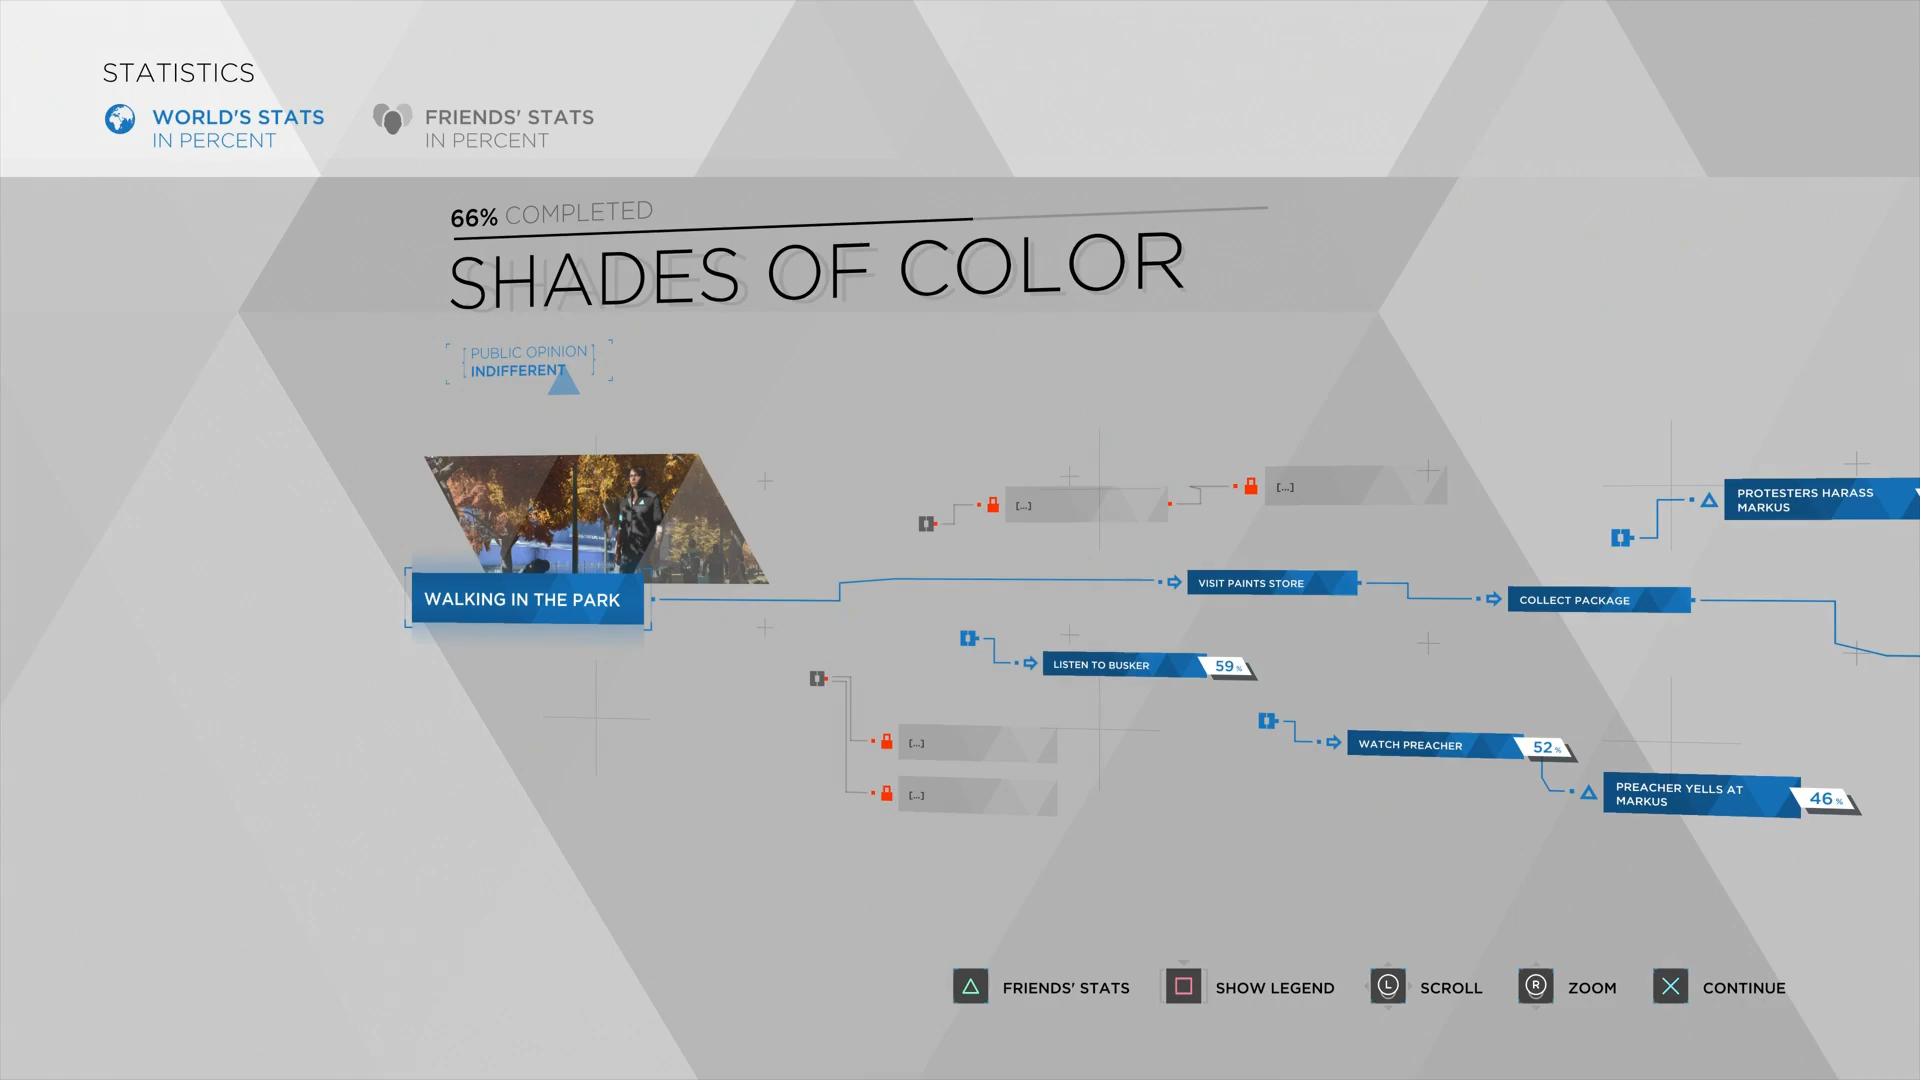 STATISTICS
WORLD'S STATS
IN PERCENT
FRIENDS' STATS
IN PERCENT
66% COMPLETED
SHADES OF COLOR
PUBLIC OPINION
INDIFFERENT
[...]
[...]
PROTESTERS HARASS
MARKUS
WALKING IN THE PARK
VISIT PAINTS STORE
COLLECT PACKAGE
LISTEN TO BUSKER
59%
[...]
WATCH PREACHER
52%
[...]
PREACHER YELLS AT
MARKUS
46%
FRIENDS' STATS
SHOW LEGEND
L
SCROLL
R
ZOOM
CONTINUE